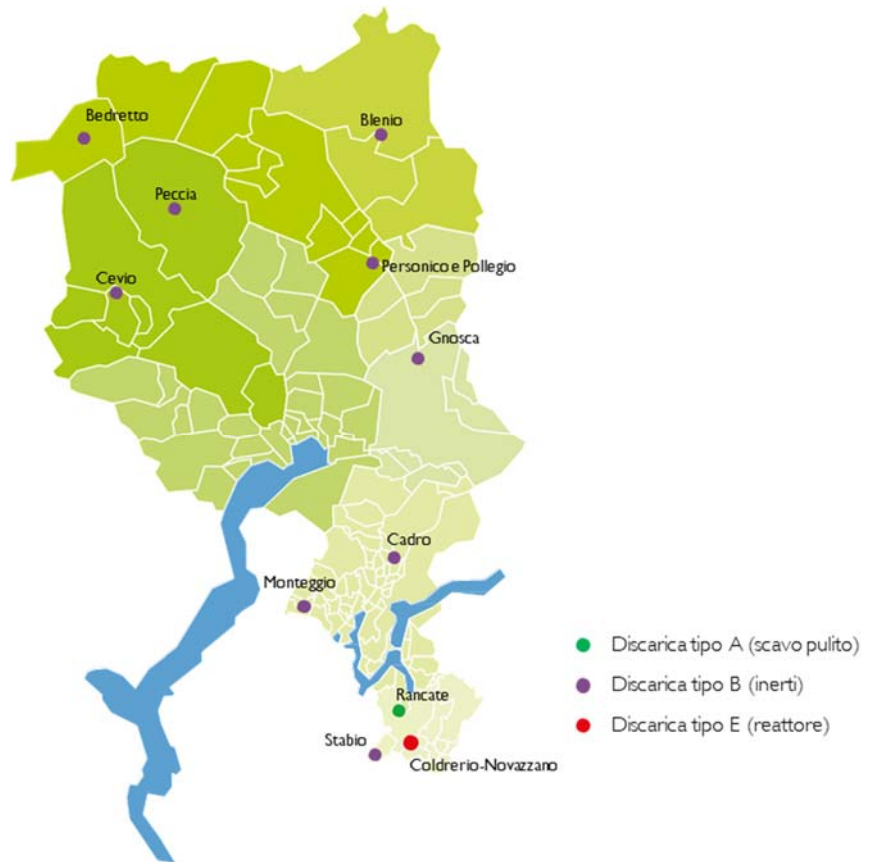 Bedretto
Blenio
Peccia
Personico e Pollegio
Cevio
Gnosca
Cadro
Monteggio
Discarica tipo A (scavo pulito)
Discarica tipo B (inerti)
Rancate
Discarica tipo E (reattore)
Stabio
Coldrerio-Novazzano